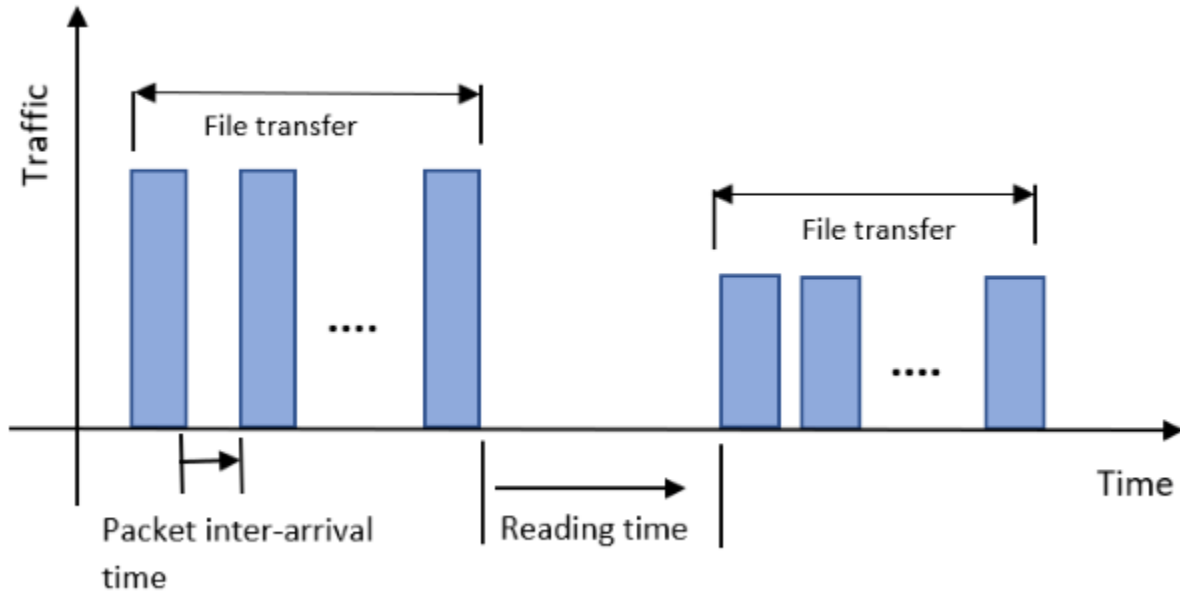 Traffic
File transfer
File transfer
....
....
Time
Packet inter-arrival
time
Reading time